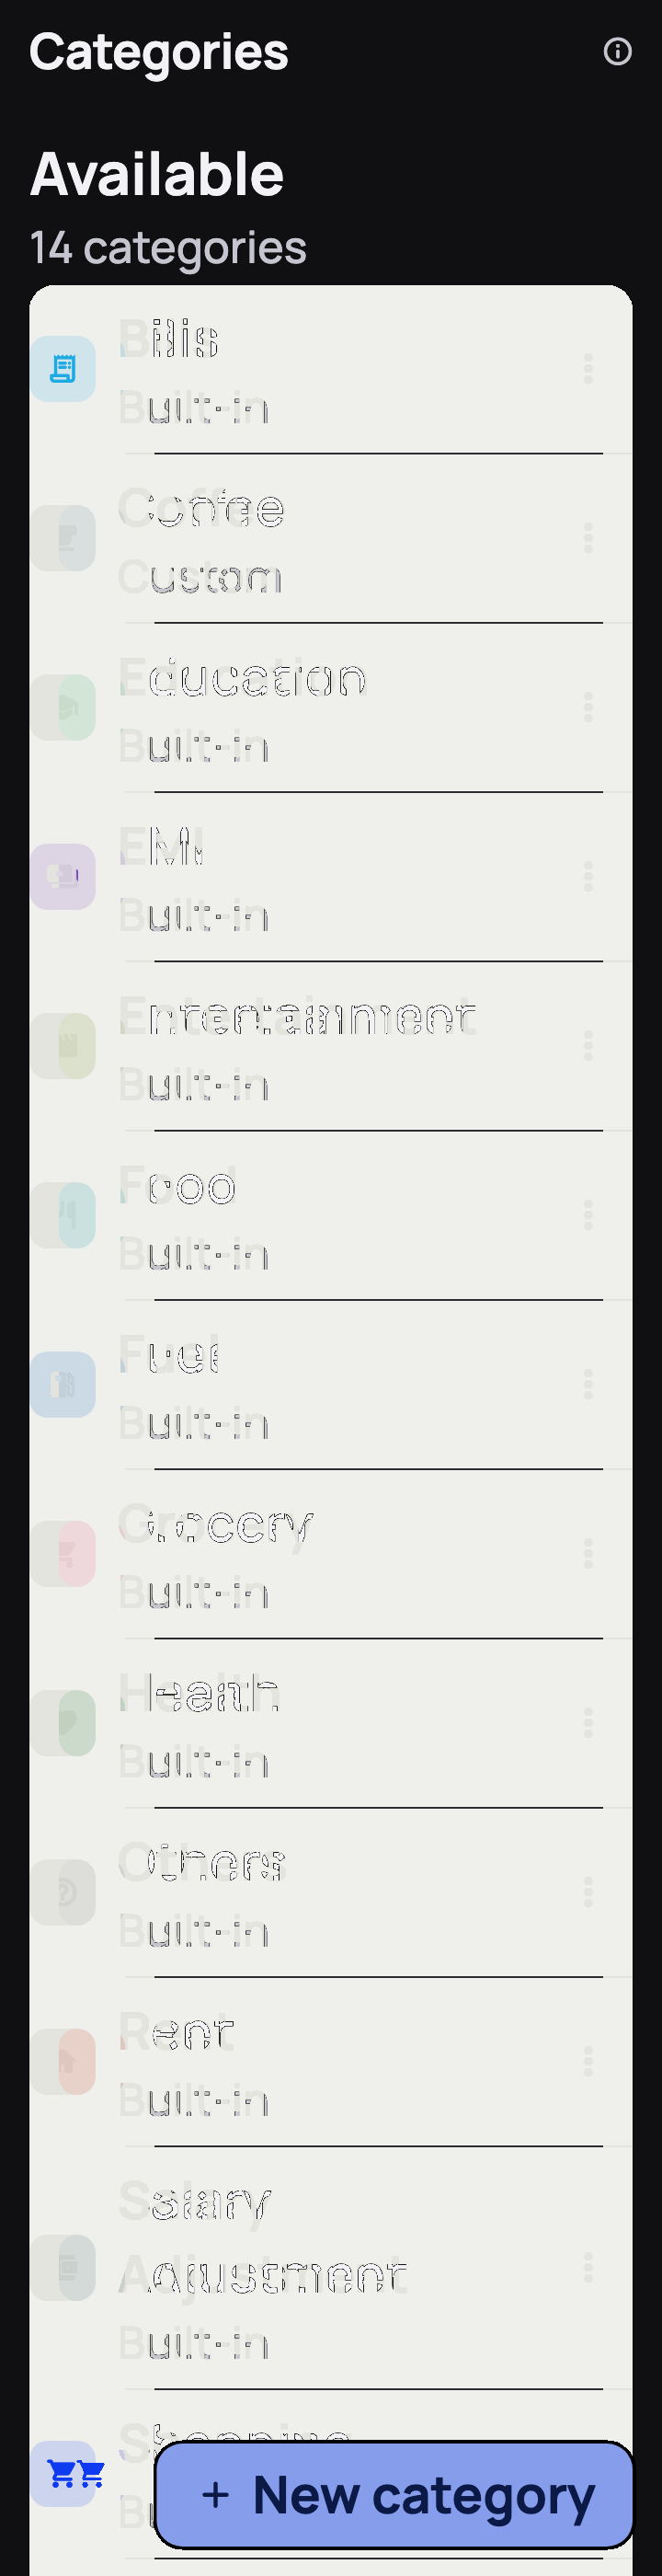 Categories
Available
14 categories
Bills
Built-in
Coffee
Custom
Education
Built-in
EMI
Built-in
Entertainment
Built-in
Food
Built-in
Fuel
Built-in
Grocery
Built-in
Health
Built-in
Others
Built-in
Rent
Built-in
Salary
Adjustment
Built-in
Shopping
+ New category